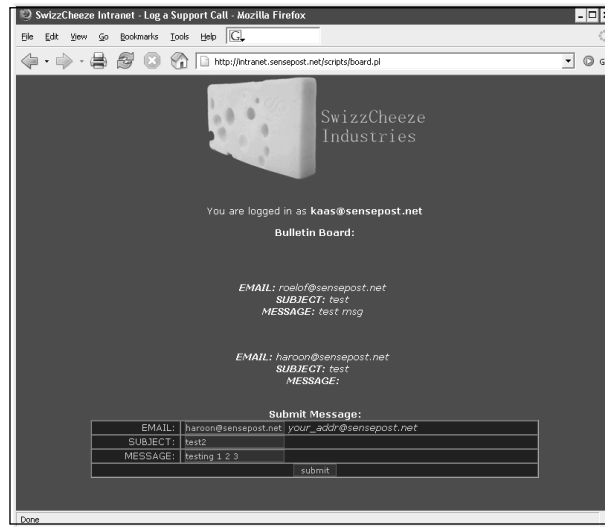 SwizzCheeze Intranet - Log a Support Call - Mozilla Firefox
File Edit View Go Bookmarks Tools Help G
http://intranet.sensepost.net/scripts/board.pl G
SwizzCheeze
Industries
You are logged in as kaas@sensepost.net
Bulletin Board:
EMAIL: roelof@sensepost.net
SUBJECT: test
MESSAGE: test msg
EMAIL: haroon@sensepost.net
SUBJECT: test
MESSAGE:
Submit Message:
EMAIL: haroon@sensepost.net your_addr@sensepost.net
SUBJECT: test2
MESSAGE: testing 1 2 3
submit
Done